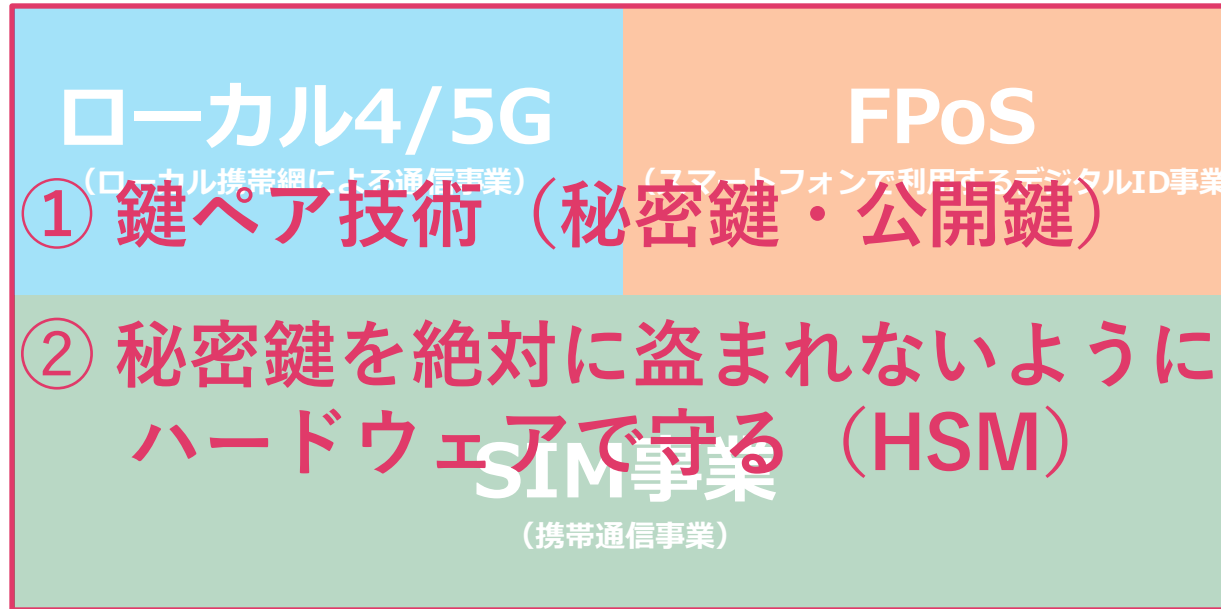 ローカル4/5G
（ローカル携帯網による通信事業）
FPoS
（スマートフォンで利用するデジタルID事業
① 鍵ペア技術（秘密鍵・公開鍵）
② 秘密鍵を絶対に盗まれないように
ハードウェアで守る（HSM）
SIM事業
（携帯通信事業）